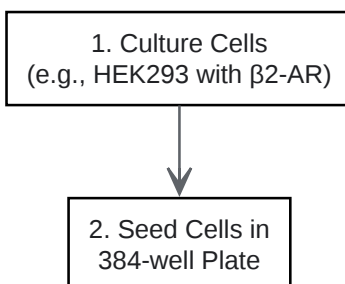 1. Culture Cells
(e.g., HEK293 with β2-AR)
2. Seed Cells in
384-well Plate